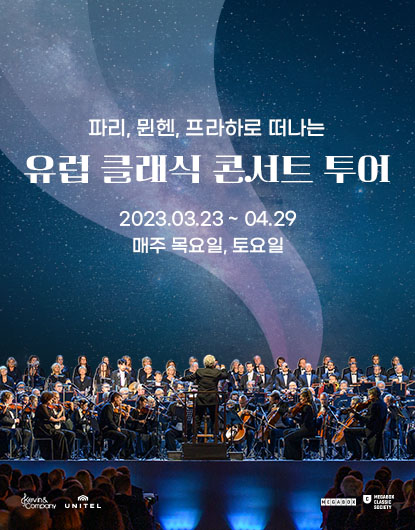 파리, 뮌헨, 프라하로 떠나는
유럽 클래식 콘서트 투어
2023.03.23 ~ 04.29
매주 목요일, 토요일
Kevin&
Company
UNITEL
MEGABOX
MEGABOX
CLASSIC
SOCIETY